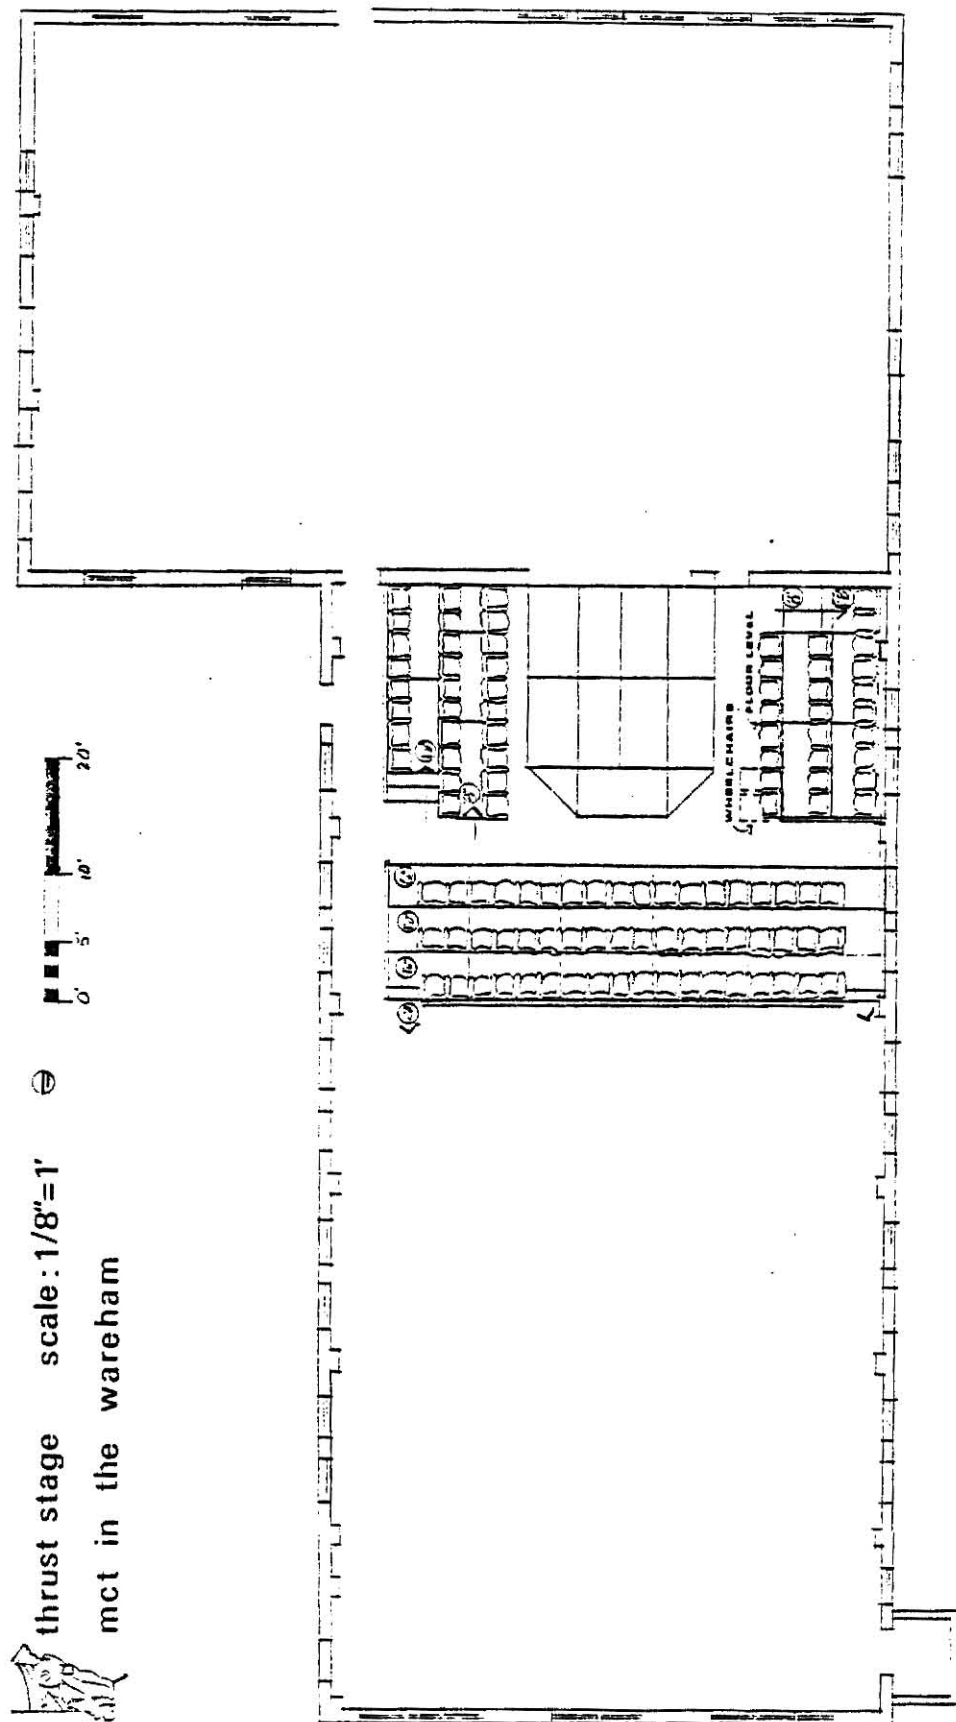 thrust stage scale: 1/8"=1'
mct in the wareham
0' 5' 10' 20'
WHEELCHAIRS
FLOOR LEVEL